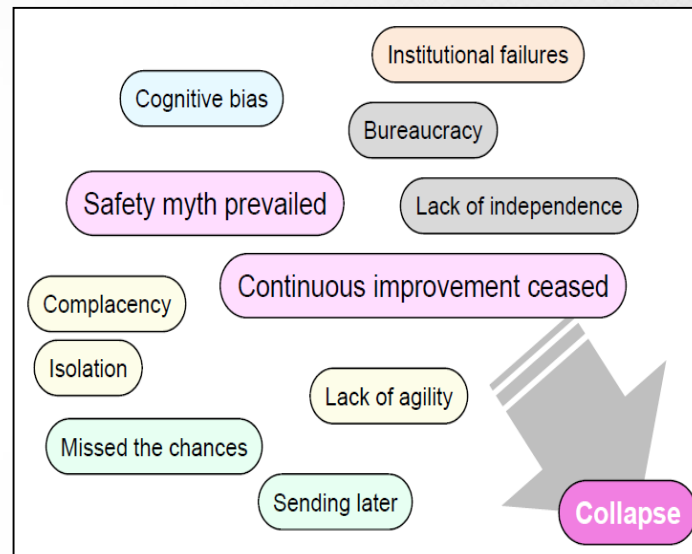 Institutional failures
Cognitive bias
Bureaucracy
Safety myth prevailed
Lack of independence
Continuous improvement ceased
Complacency
Isolation
Lack of agility
Missed the chances
Sending later
Collapse